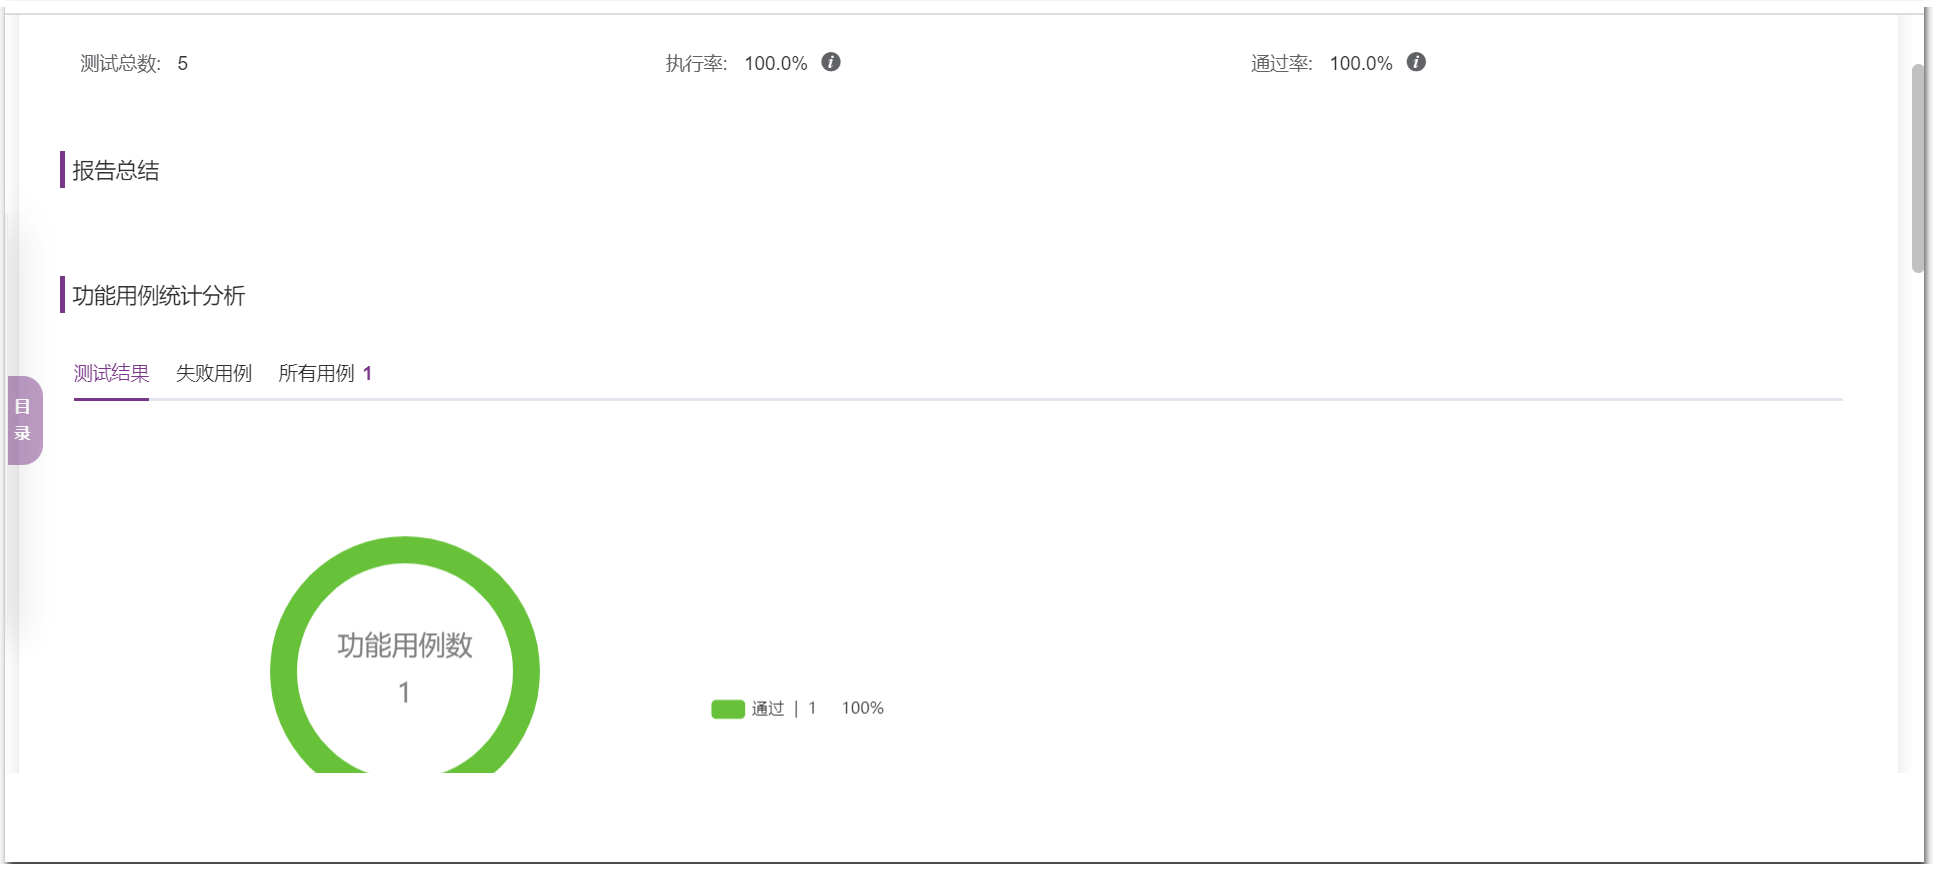 测试总数: 5 执行率: 100.0% i 通过率: 100.0% i
报告总结
功能用例统计分析
测试结果 失败用例 所有用例 1
目
录
功能用例数
1
通过 | 1 100%